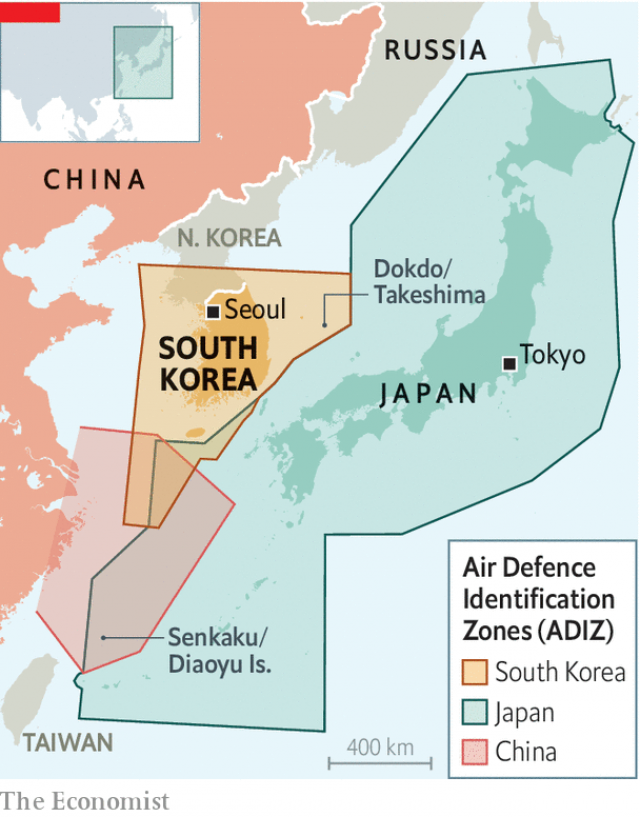 RUSSIA
CHINA
N. KOREA
Dokdo/
Takeshima
Seoul
SOUTH
KOREA
Tokyo
JAPAN
Senkaku/
Diaoyu Is.
TAIWAN
400 km
Air Defence
Identification
Zones (ADIZ)
South Korea
Japan
China
The Economist